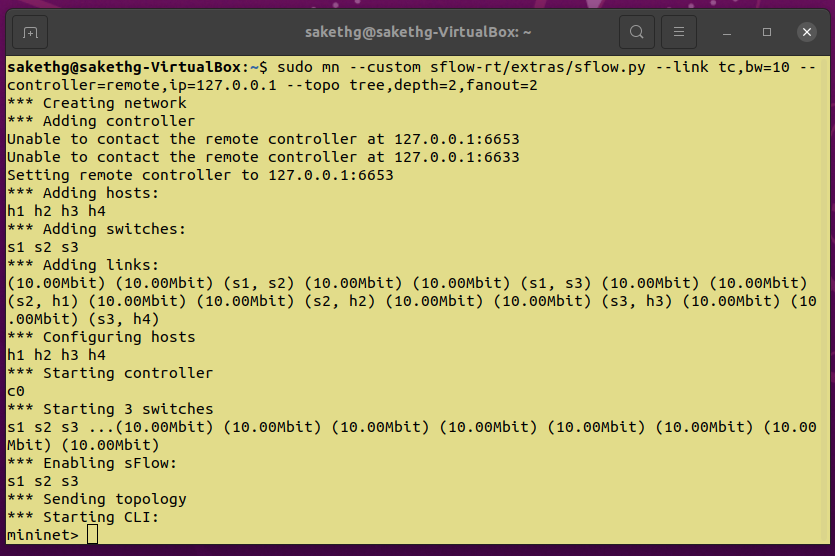 sakethg@sakethg-VirtualBox: ~
sakethg@sakethg-VirtualBox:~$ sudo mn --custom sflow-rt/extras/sflow.py --link tc,bw=10 --
controller=remote,ip=127.0.0.1 --topo tree,depth=2,fanout=2
*** Creating network
*** Adding controller
Unable to contact the remote controller at 127.0.0.1:6653
Unable to contact the remote controller at 127.0.0.1:6633
Setting remote controller to 127.0.0.1:6653
*** Adding hosts:
h1 h2 h3 h4
*** Adding switches:
s1 s2 s3
*** Adding links:
(10.00Mbit) (10.00Mbit) (s1, s2) (10.00Mbit) (10.00Mbit) (s1, s3) (10.00Mbit) (10.00Mbit)
(s2, h1) (10.00Mbit) (10.00Mbit) (s2, h2) (10.00Mbit) (10.00Mbit) (s3, h3) (10.00Mbit) (10
.00Mbit) (s3, h4)
*** Configuring hosts
h1 h2 h3 h4
*** Starting controller
c0
*** Starting 3 switches
s1 s2 s3 ...(10.00Mbit) (10.00Mbit) (10.00Mbit) (10.00Mbit) (10.00Mbit) (10.00Mbit) (10.00
Mbit) (10.00Mbit)
*** Enabling sFlow:
s1 s2 s3
*** Sending topology
*** Starting CLI:
mininet>